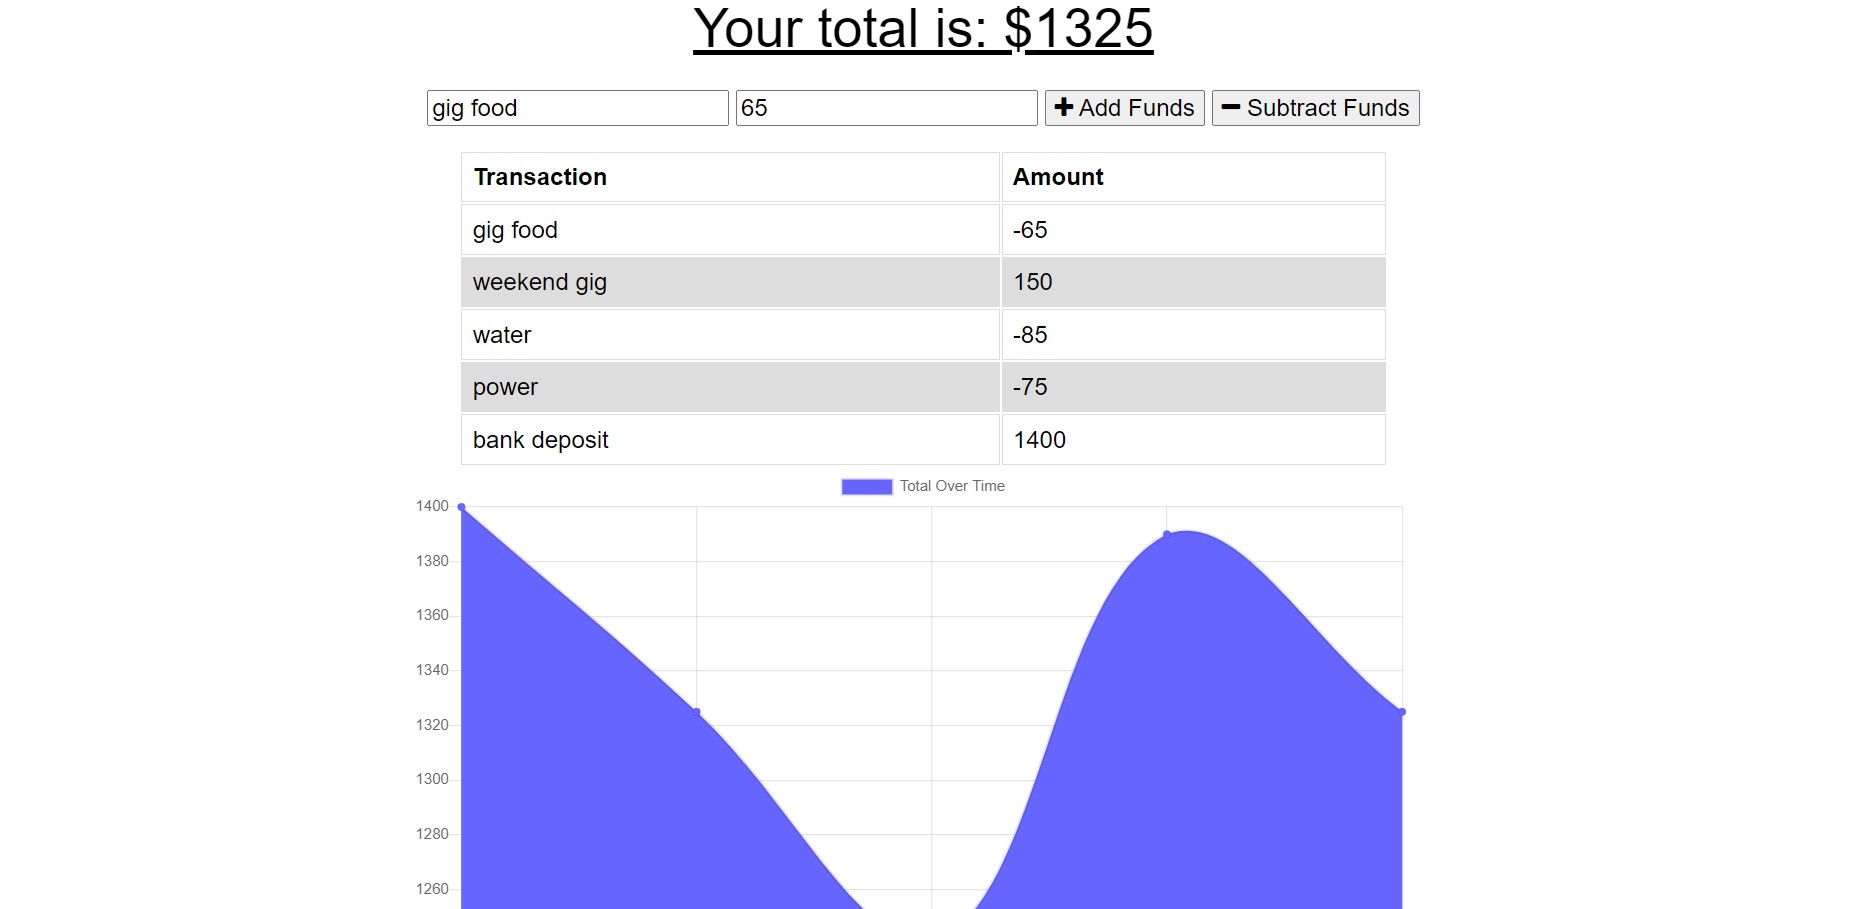 Your total is: $1325
gig food 65 Add Funds Subtract Funds
Transaction Amount
gig food -65
weekend gig 150
water -85
power -75
bank deposit 1400
Total Over Time
1400
1380
1360
1340
1320
1300
1280
1260